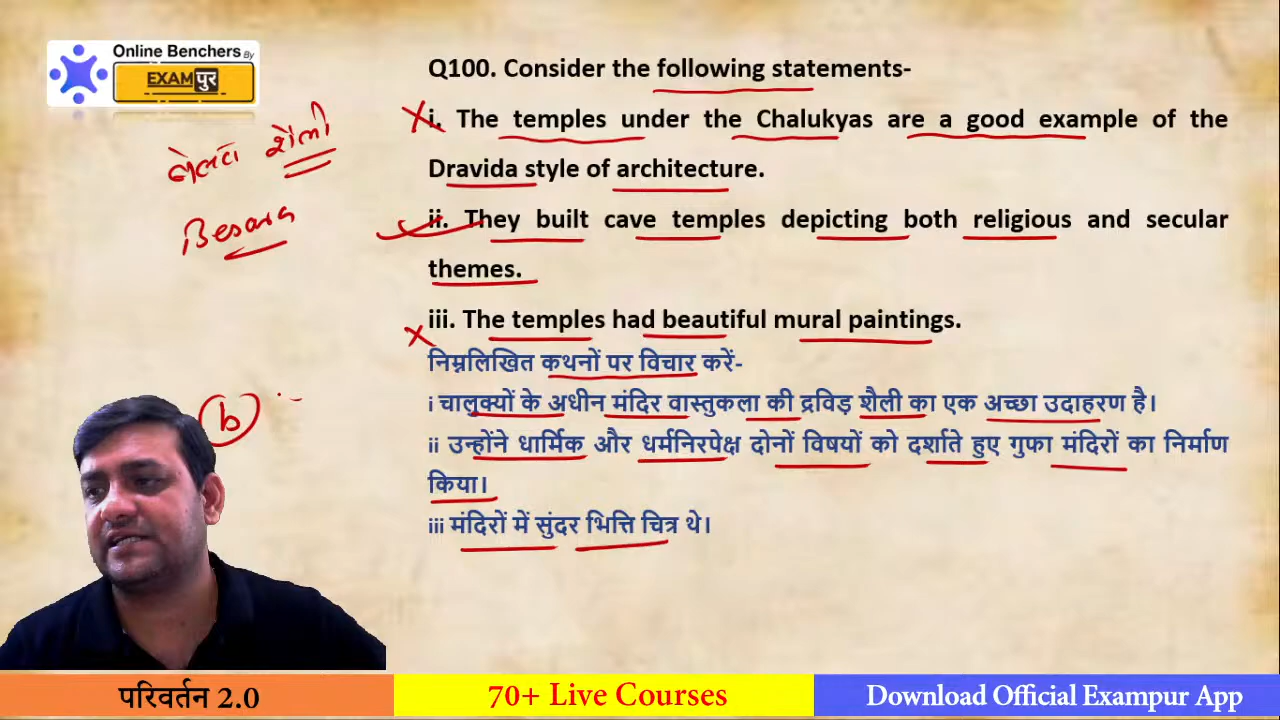 Online Benchers By
EXAMपुर
Q100. Consider the following statements-
i. The temples under the Chalukyas are a good example of the
Dravida style of architecture.
ii. They built cave temples depicting both religious and secular
themes.
iii. The temples had beautiful mural paintings.
निम्नलिखित कथनों पर विचार करें-
i चालुक्यों के अधीन मंदिर वास्तुकला की द्रविड़ शैली का एक अच्छा उदाहरण है।
ii उन्होंने धार्मिक और धर्मनिरपेक्ष दोनों विषयों को दर्शाते हुए गुफा मंदिरों का निर्माण
किया।
iii मंदिरों में सुंदर भित्ति चित्र थे।
शैली
Besara
b
परिवर्तन 2.0
70+ Live Courses
Download Official Exampur App